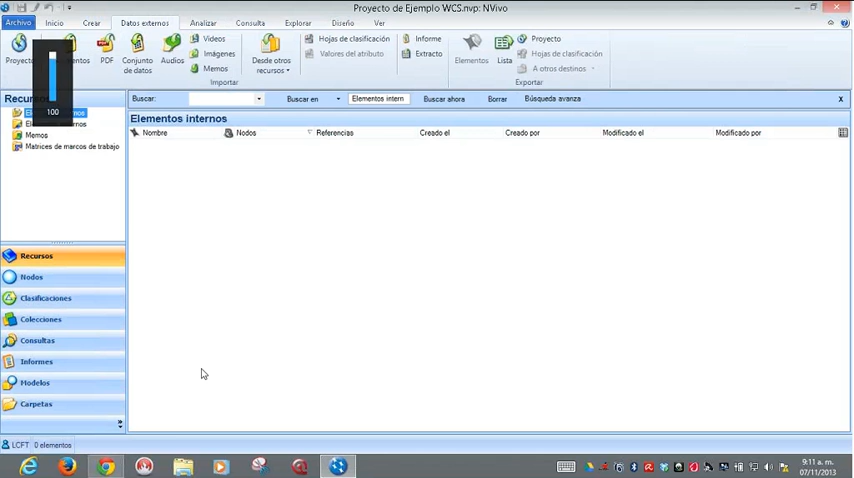 Proyecto de Ejemplo WCS.nvp: NVivo
Archivo Inicio Crear Datos externos Analizar Consulta Explorar Diseño Ver
Proyec
PDF
Conjunto de datos
Audios
Videos
Imágenes
Memos
Importar
Desde otros recursos
Hojas de clasificación
Valores del atributo
Informe
Extracto
Elementos
Lista
Proyecto
Hojas de clasificación
A otros destinos
Exportar
100
Buscar: Buscar en Elementos intern Buscar ahora Borrar Búsqueda avanza x
Memos
Matrices de marcos de trabajo
Elementos internos
Nombre Nodos Referencias Creado el Creado por Modificado el Modificado por
Recursos
Nodos
Clasificaciones
Colecciones
Consultas
Informes
Modelos
Carpetas
LCFT 0 elementos
9:11 a. m.
07/11/2013